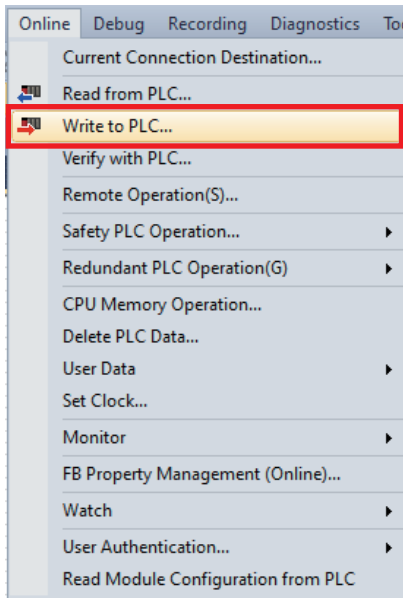 Online Debug Recording Diagnostics To
Current Connection Destination...
Read from PLC...
Write to PLC...
Verify with PLC...
Remote Operation(S)...
Safety PLC Operation...
Redundant PLC Operation(G)
CPU Memory Operation...
Delete PLC Data...
User Data
Set Clock...
Monitor
FB Property Management (Online)...
Watch
User Authentication...
Read Module Configuration from PLC